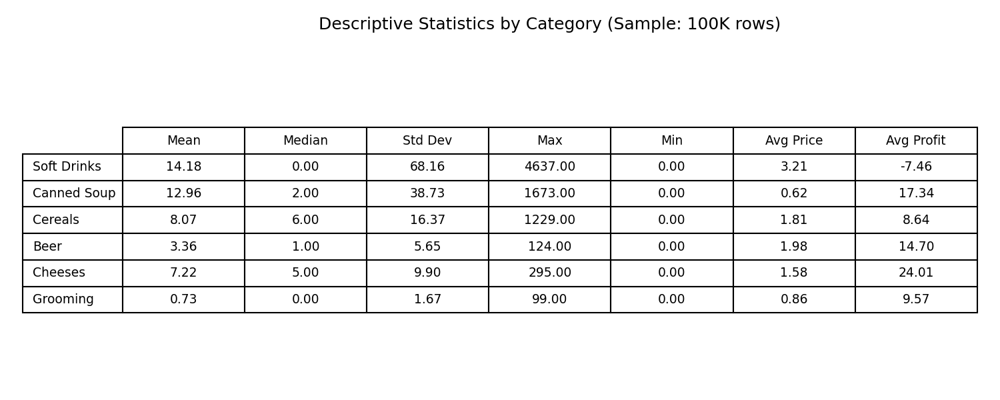 Descriptive Statistics by Category (Sample: 100K rows)
Mean Median Std Dev Max Min Avg Price Avg Profit
Soft Drinks 14.18 0.00 68.16 4637.00 0.00 3.21 -7.46
Canned Soup 12.96 2.00 38.73 1673.00 0.00 0.62 17.34
Cereals 8.07 6.00 16.37 1229.00 0.00 1.81 8.64
Beer 3.36 1.00 5.65 124.00 0.00 1.98 14.70
Cheeses 7.22 5.00 9.90 295.00 0.00 1.58 24.01
Grooming 0.73 0.00 1.67 99.00 0.00 0.86 9.57